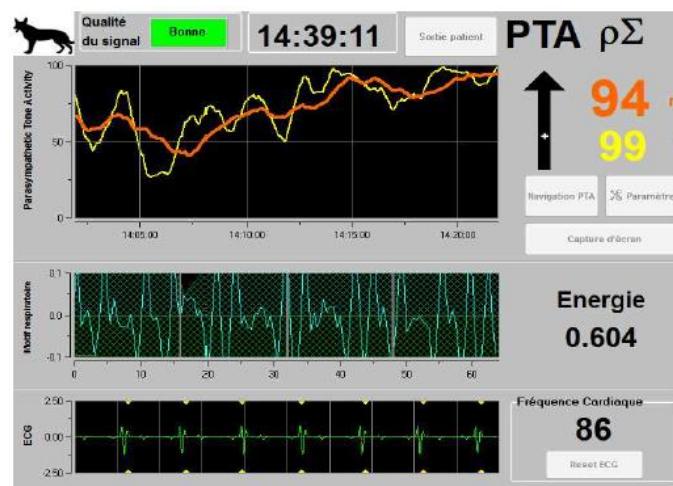 Qualité
du signal
Bonne
14:39:11
Sortie patient
PTA ρΣ
Parasympathetic Tone Activity
100
50
0
14:05:00
14:10:00
14:15:00
14:20:00
94
99
Navigation PTA
Paramètre
Capture d'écran
Motif respiratoire
0.1
0.0
-0.1
0
10
20
30
40
50
60
Energie
0.604
ECG
2.50
0.00
-2.50
Fréquence Cardiaque
86
Reset ECG